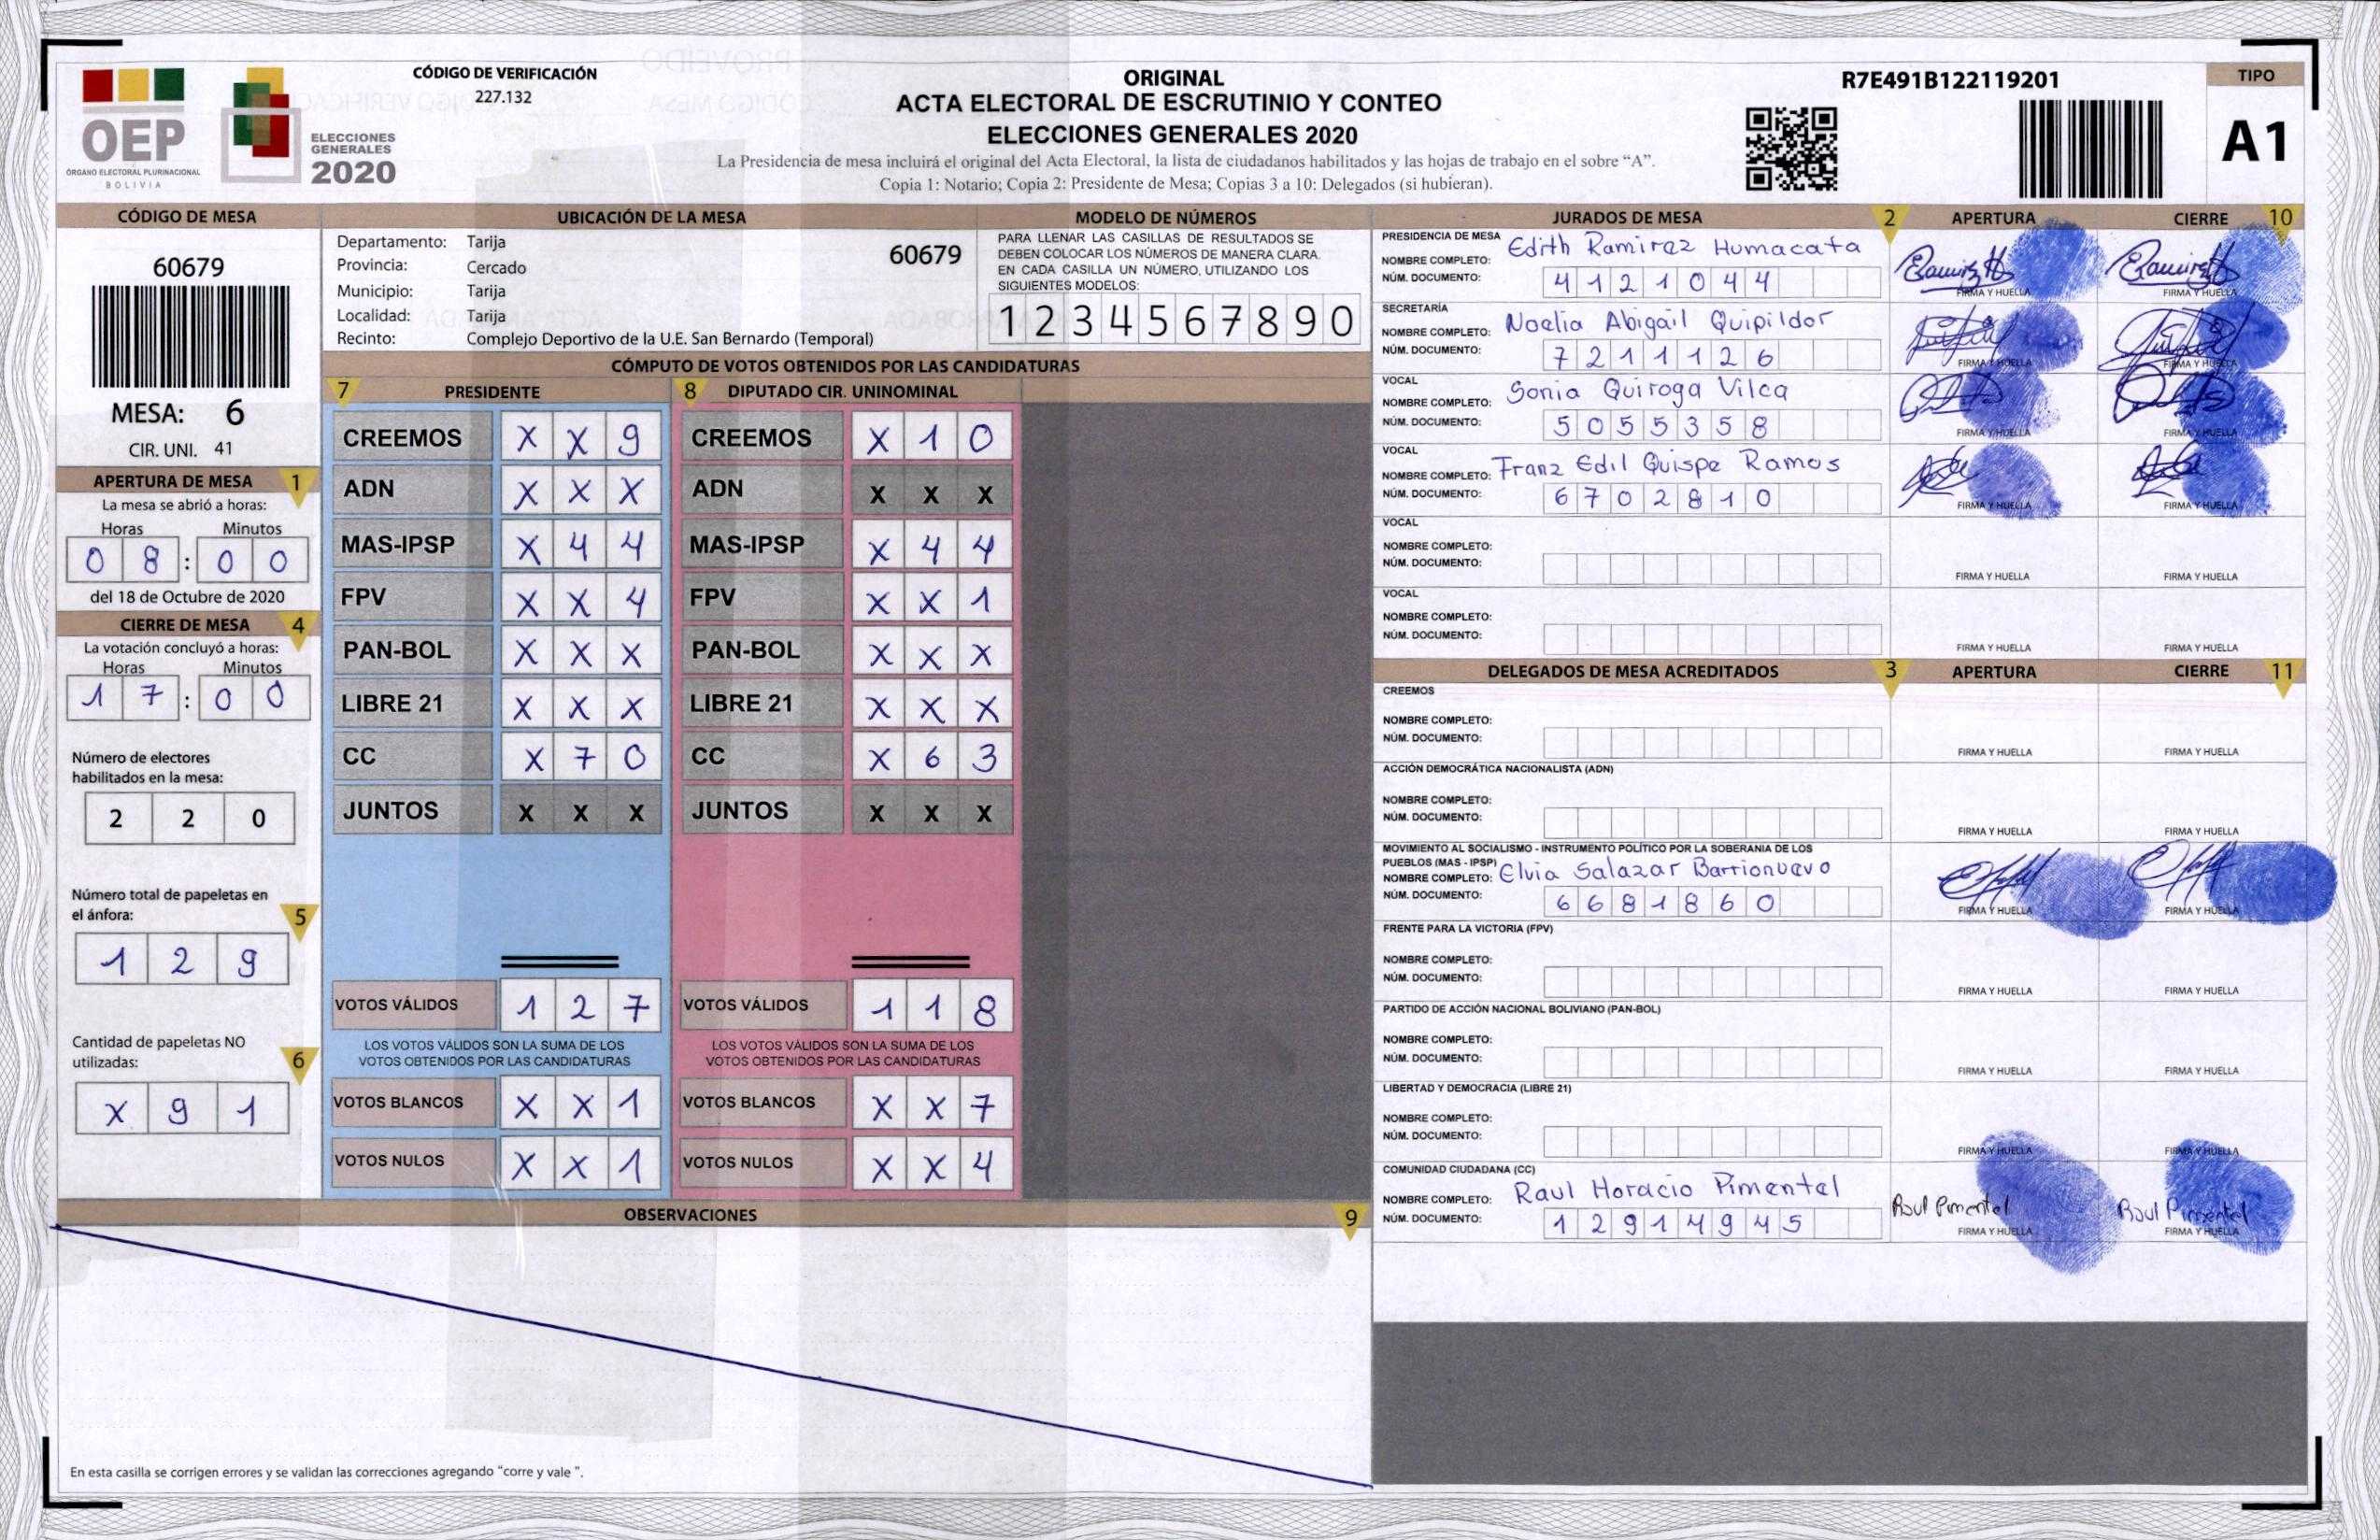 CÓDIGO DE VERIFICACIÓN
227.132
OEP
ÓRGANO ELECTORAL PLURINACIONAL
BOLIVIA
ELECCIONES
GENERALES
2020
ORIGINAL
ACTA ELECTORAL DE ESCRUTINIO Y CONTEO
ELECCIONES GENERALES 2020
La Presidencia de mesa incluirá el original del Acta Electoral, la lista de ciudadanos habilitados y las hojas de trabajo en el sobre “A”.
Copia 1: Notario; Copia 2: Presidente de Mesa; Copias 3 a 10: Delegados (si hubieran).
R7E491B122119201
TIPO
A1
CÓDIGO DE MESA
60679
MESA: 6
CIR. UNI. 41
APERTURA DE MESA 1
La mesa se abrió a horas:
Horas Minutos
0 8 : 0 0
del 18 de Octubre de 2020
CIERRE DE MESA 4
La votación concluyó a horas:
Horas Minutos
1 7 : 0 0
Número de electores
habilitados en la mesa:
2 2 0
Número total de papeletas en
el ánfora: 5
1 2 9
Cantidad de papeletas NO
utilizadas: 6
X 9 1
UBICACIÓN DE LA MESA
Departamento: Tarija
60679
Provincia: Cercado
Municipio: Tarija
Localidad: Tarija
Recinto: Complejo Deportivo de la U.E. San Bernardo (Temporal)
MODELO DE NÚMEROS
PARA LLENAR LAS CASILLAS DE RESULTADOS SE
DEBEN COLOCAR LOS NÚMEROS DE MANERA CLARA.
EN CADA CASILLA UN NÚMERO, UTILIZANDO LOS
SIGUIENTES MODELOS:
1 2 3 4 5 6 7 8 9 0
CÓMPUTO DE VOTOS OBTENIDOS POR LAS CANDIDATURAS
7 PRESIDENTE
CREEMOS X X 9
ADN X X X
MAS-IPSP X 4 4
FPV X X 4
PAN-BOL X X X
LIBRE 21 X X X
CC X 7 0
JUNTOS X X X
VOTOS VÁLIDOS 1 2 7
LOS VOTOS VÁLIDOS SON LA SUMA DE LOS
VOTOS OBTENIDOS POR LAS CANDIDATURAS
VOTOS BLANCOS X X 1
VOTOS NULOS X X 1
8 DIPUTADO CIR. UNINOMINAL
CREEMOS X 1 0
ADN X X X
MAS-IPSP X 4 4
FPV X X 1
PAN-BOL X X X
LIBRE 21 X X X
CC X 6 3
JUNTOS X X X
VOTOS VÁLIDOS 1 1 8
LOS VOTOS VÁLIDOS SON LA SUMA DE LOS
VOTOS OBTENIDOS POR LAS CANDIDATURAS
VOTOS BLANCOS X X 7
VOTOS NULOS X X 4
OBSERVACIONES 9
En esta casilla se corrigen errores y se validan las correcciones agregando “corre y vale ”.
JURADOS DE MESA 2 APERTURA CIERRE 10
PRESIDENCIA DE MESA
NOMBRE COMPLETO: Edith Ramirez Humacata
NÚM. DOCUMENTO: 4 1 2 1 0 4 4
FIRMA Y HUELLA FIRMA Y HUELLA
SECRETARÍA
NOMBRE COMPLETO: Noelia Abigail Quipildor
NÚM. DOCUMENTO: 7 2 1 1 1 2 6
FIRMA Y HUELLA FIRMA Y HUELLA
VOCAL
NOMBRE COMPLETO: Sonia Quiroga Vilca
NÚM. DOCUMENTO: 5 0 5 5 3 5 8
FIRMA Y HUELLA FIRMA Y HUELLA
VOCAL
NOMBRE COMPLETO: Franz Edil Quispe Ramos
NÚM. DOCUMENTO: 6 7 0 2 8 1 0
FIRMA Y HUELLA FIRMA Y HUELLA
VOCAL
NOMBRE COMPLETO:
NÚM. DOCUMENTO:
FIRMA Y HUELLA FIRMA Y HUELLA
VOCAL
NOMBRE COMPLETO:
NÚM. DOCUMENTO:
FIRMA Y HUELLA FIRMA Y HUELLA
DELEGADOS DE MESA ACREDITADOS 3 APERTURA CIERRE 11
CREEMOS
NOMBRE COMPLETO:
NÚM. DOCUMENTO:
FIRMA Y HUELLA FIRMA Y HUELLA
ACCIÓN DEMOCRÁTICA NACIONALISTA (ADN)
NOMBRE COMPLETO:
NÚM. DOCUMENTO:
FIRMA Y HUELLA FIRMA Y HUELLA
MOVIMIENTO AL SOCIALISMO - INSTRUMENTO POLÍTICO POR LA SOBERANIA DE LOS
PUEBLOS (MAS - IPSP)
NOMBRE COMPLETO: Elvia Salazar Barrionuevo
NÚM. DOCUMENTO: 6 6 8 1 8 6 0
FIRMA Y HUELLA FIRMA Y HUELLA
FRENTE PARA LA VICTORIA (FPV)
NOMBRE COMPLETO:
NÚM. DOCUMENTO:
FIRMA Y HUELLA FIRMA Y HUELLA
PARTIDO DE ACCIÓN NACIONAL BOLIVIANO (PAN-BOL)
NOMBRE COMPLETO:
NÚM. DOCUMENTO:
FIRMA Y HUELLA FIRMA Y HUELLA
LIBERTAD Y DEMOCRACIA (LIBRE 21)
NOMBRE COMPLETO:
NÚM. DOCUMENTO:
FIRMA Y HUELLA FIRMA Y HUELLA
COMUNIDAD CIUDADANA (CC)
NOMBRE COMPLETO: Raul Horacio Pimentel
NÚM. DOCUMENTO: 1 2 9 1 4 9 4 5
Raul Pimentel Raul Pimentel
FIRMA Y HUELLA FIRMA Y HUELLA